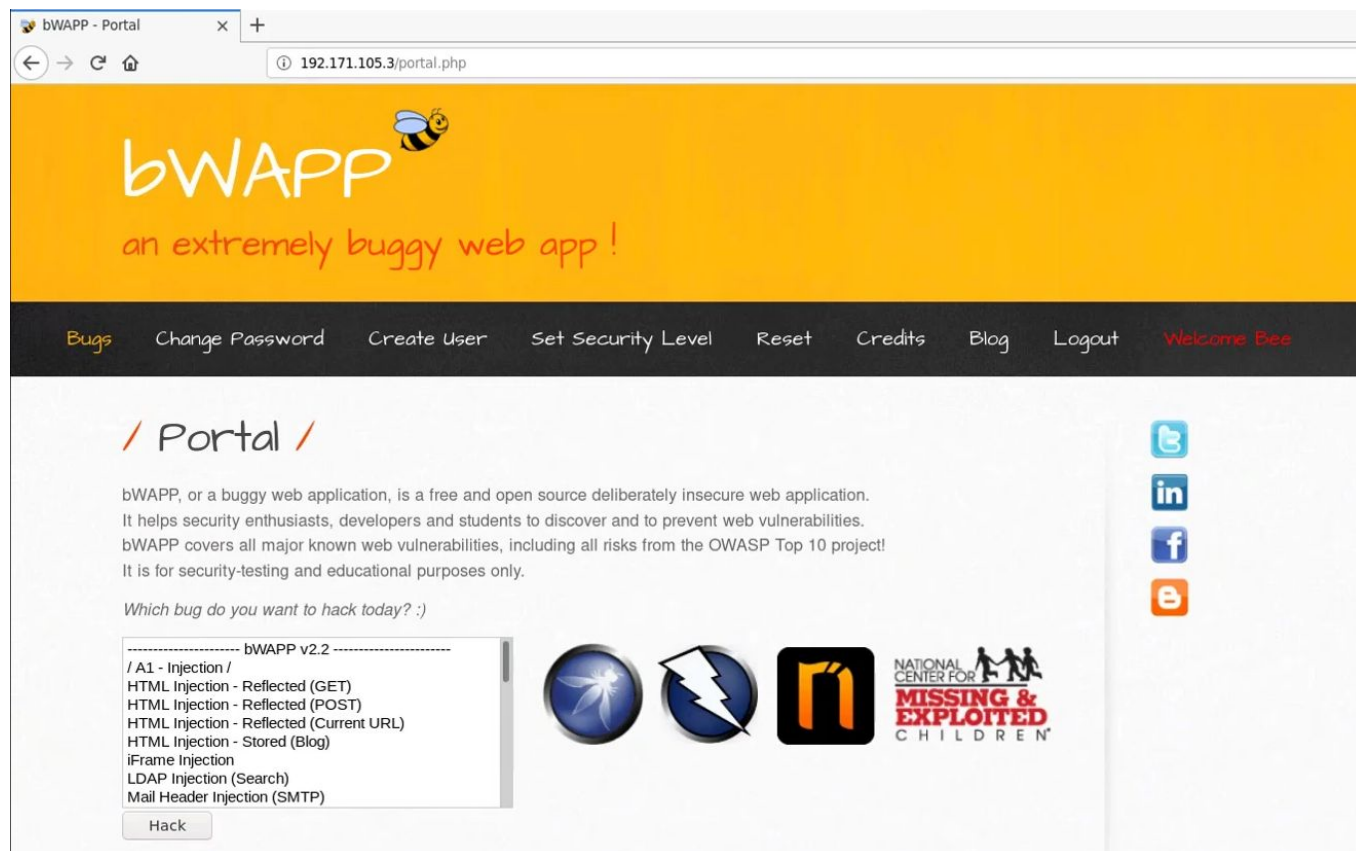 bWAPP - Portal
192.171.105.3/portal.php
bWAPP
an extremely buggy web app !
Bugs Change Password Create User Set Security Level Reset Credits Blog Logout Welcome Bee
/ Portal /
bWAPP, or a buggy web application, is a free and open source deliberately insecure web application.
It helps security enthusiasts, developers and students to discover and to prevent web vulnerabilities.
bWAPP covers all major known web vulnerabilities, including all risks from the OWASP Top 10 project!
It is for security-testing and educational purposes only.
Which bug do you want to hack today? :)
---------------------- bWAPP v2.2 -----------------------
/ A1 - Injection /
HTML Injection - Reflected (GET)
HTML Injection - Reflected (POST)
HTML Injection - Reflected (Current URL)
HTML Injection - Stored (Blog)
iFrame Injection
LDAP Injection (Search)
Mail Header Injection (SMTP)
Hack
NATIONAL
CENTER FOR
MISSING &
EXPLOITED
CHILDREN
in
f